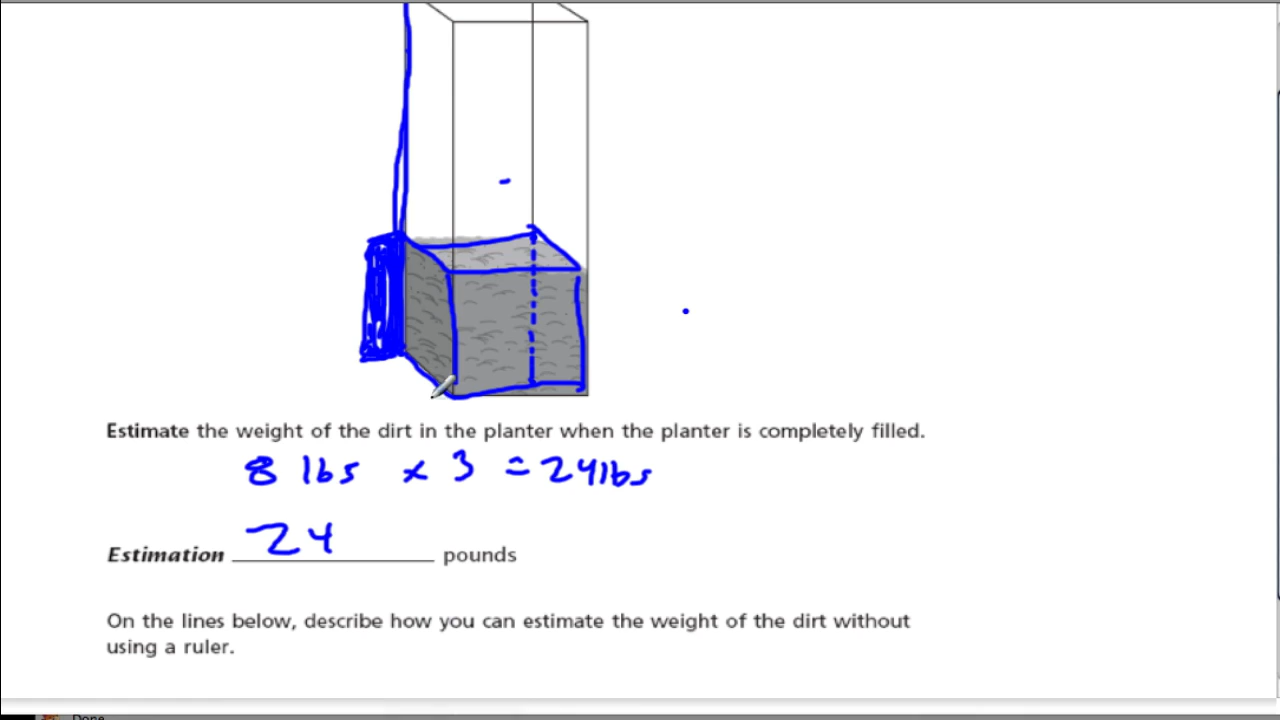 Estimate the weight of the dirt in the planter when the planter is completely filled.
8 lbs x 3 = 24lbs
24
Estimation ____________ pounds
On the lines below, describe how you can estimate the weight of the dirt without
using a ruler.
Done